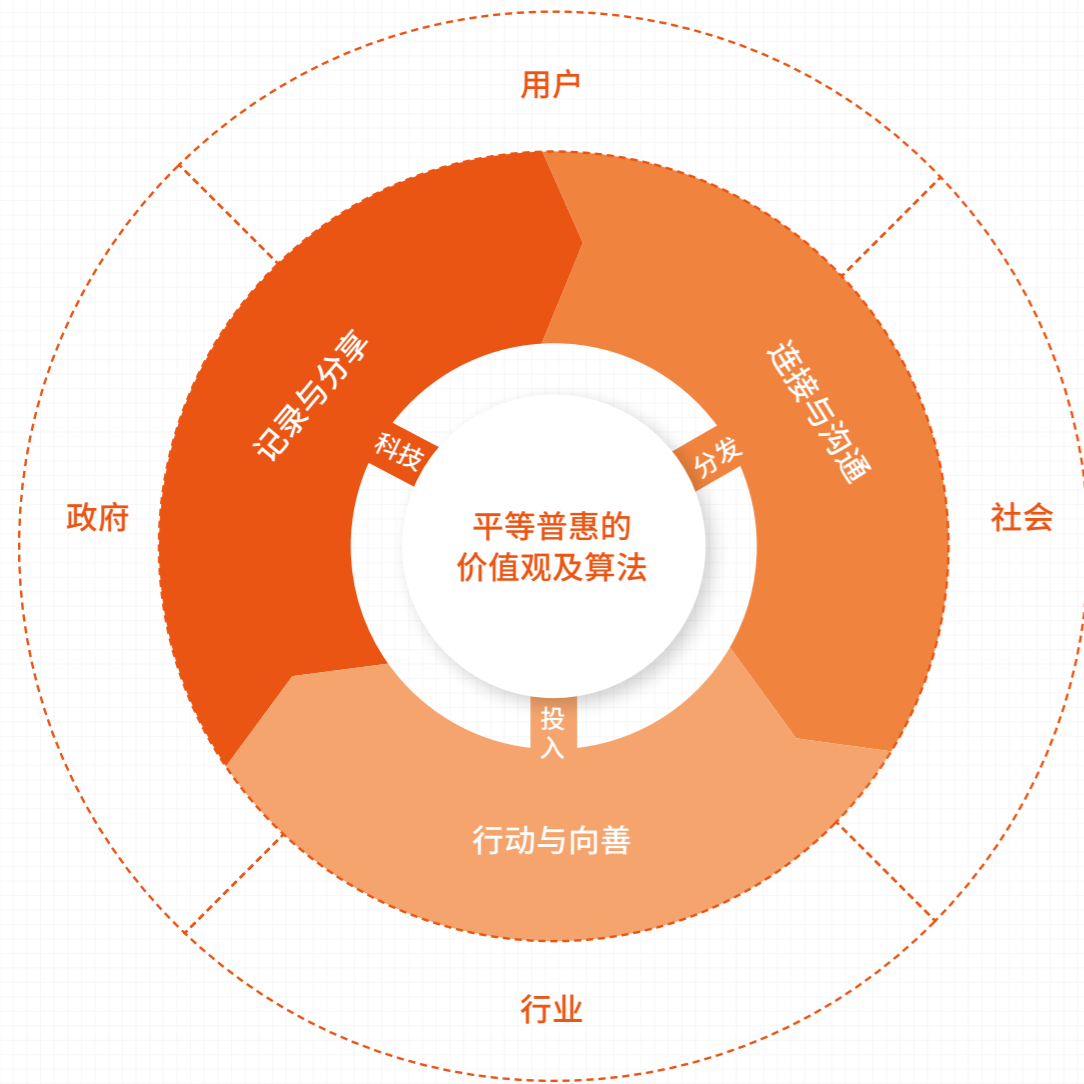 用户
记录与分享
连接与沟通
科技
分发
政府
平等普惠的
价值观及算法
社会
投
入
行动与向善
行业